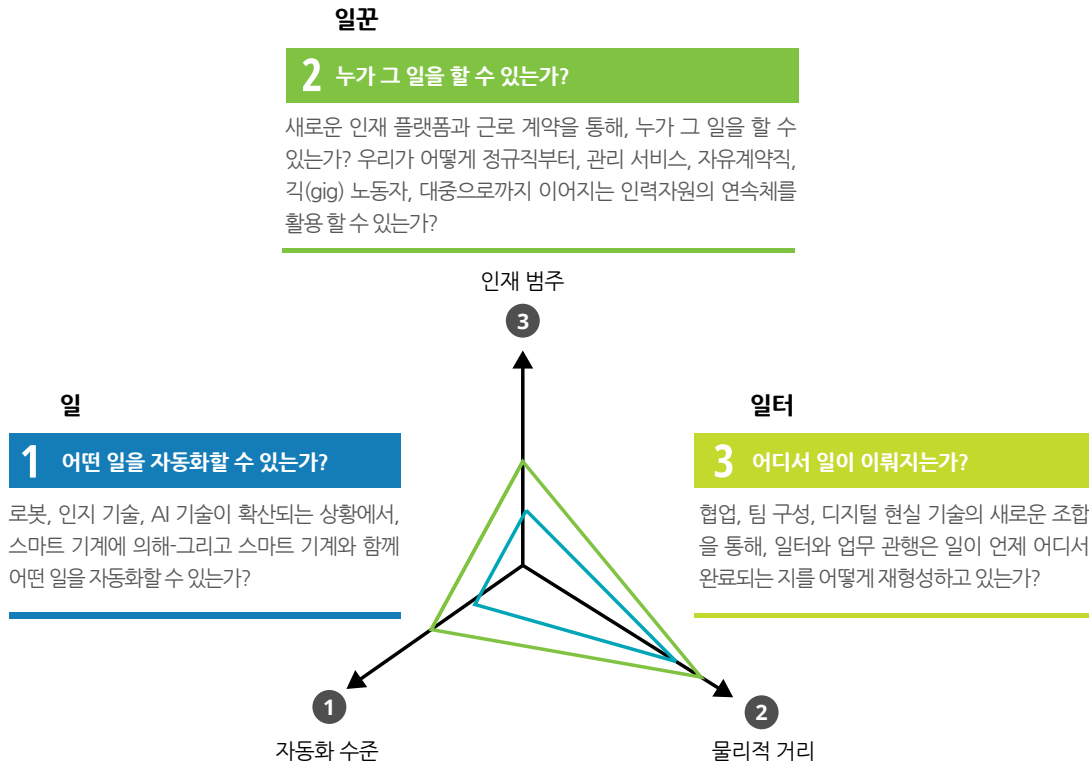 일꾼
2 누가 그 일을 할 수 있는가?
새로운 인재 플랫폼과 근로 계약을 통해, 누가 그 일을 할 수
있는가? 우리가 어떻게 정규직부터, 관리 서비스, 자유계약직,
긱(gig) 노동자, 대중으로까지 이어지는 인력자원의 연속체를
활용 할 수 있는가?
인재 범주
3
일
1 어떤 일을 자동화할 수 있는가?
로봇, 인지 기술, AI 기술이 확산되는 상황에서,
스마트 기계에 의해-그리고 스마트 기계와 함께
어떤 일을 자동화할 수 있는가?
일터
3 어디서 일이 이뤄지는가?
협업, 팀 구성, 디지털 현실 기술의 새로운 조합
을 통해, 일터와 업무 관행은 일이 언제 어디서
완료되는 지를 어떻게 재형성하고 있는가?
1
자동화 수준
2
물리적 거리